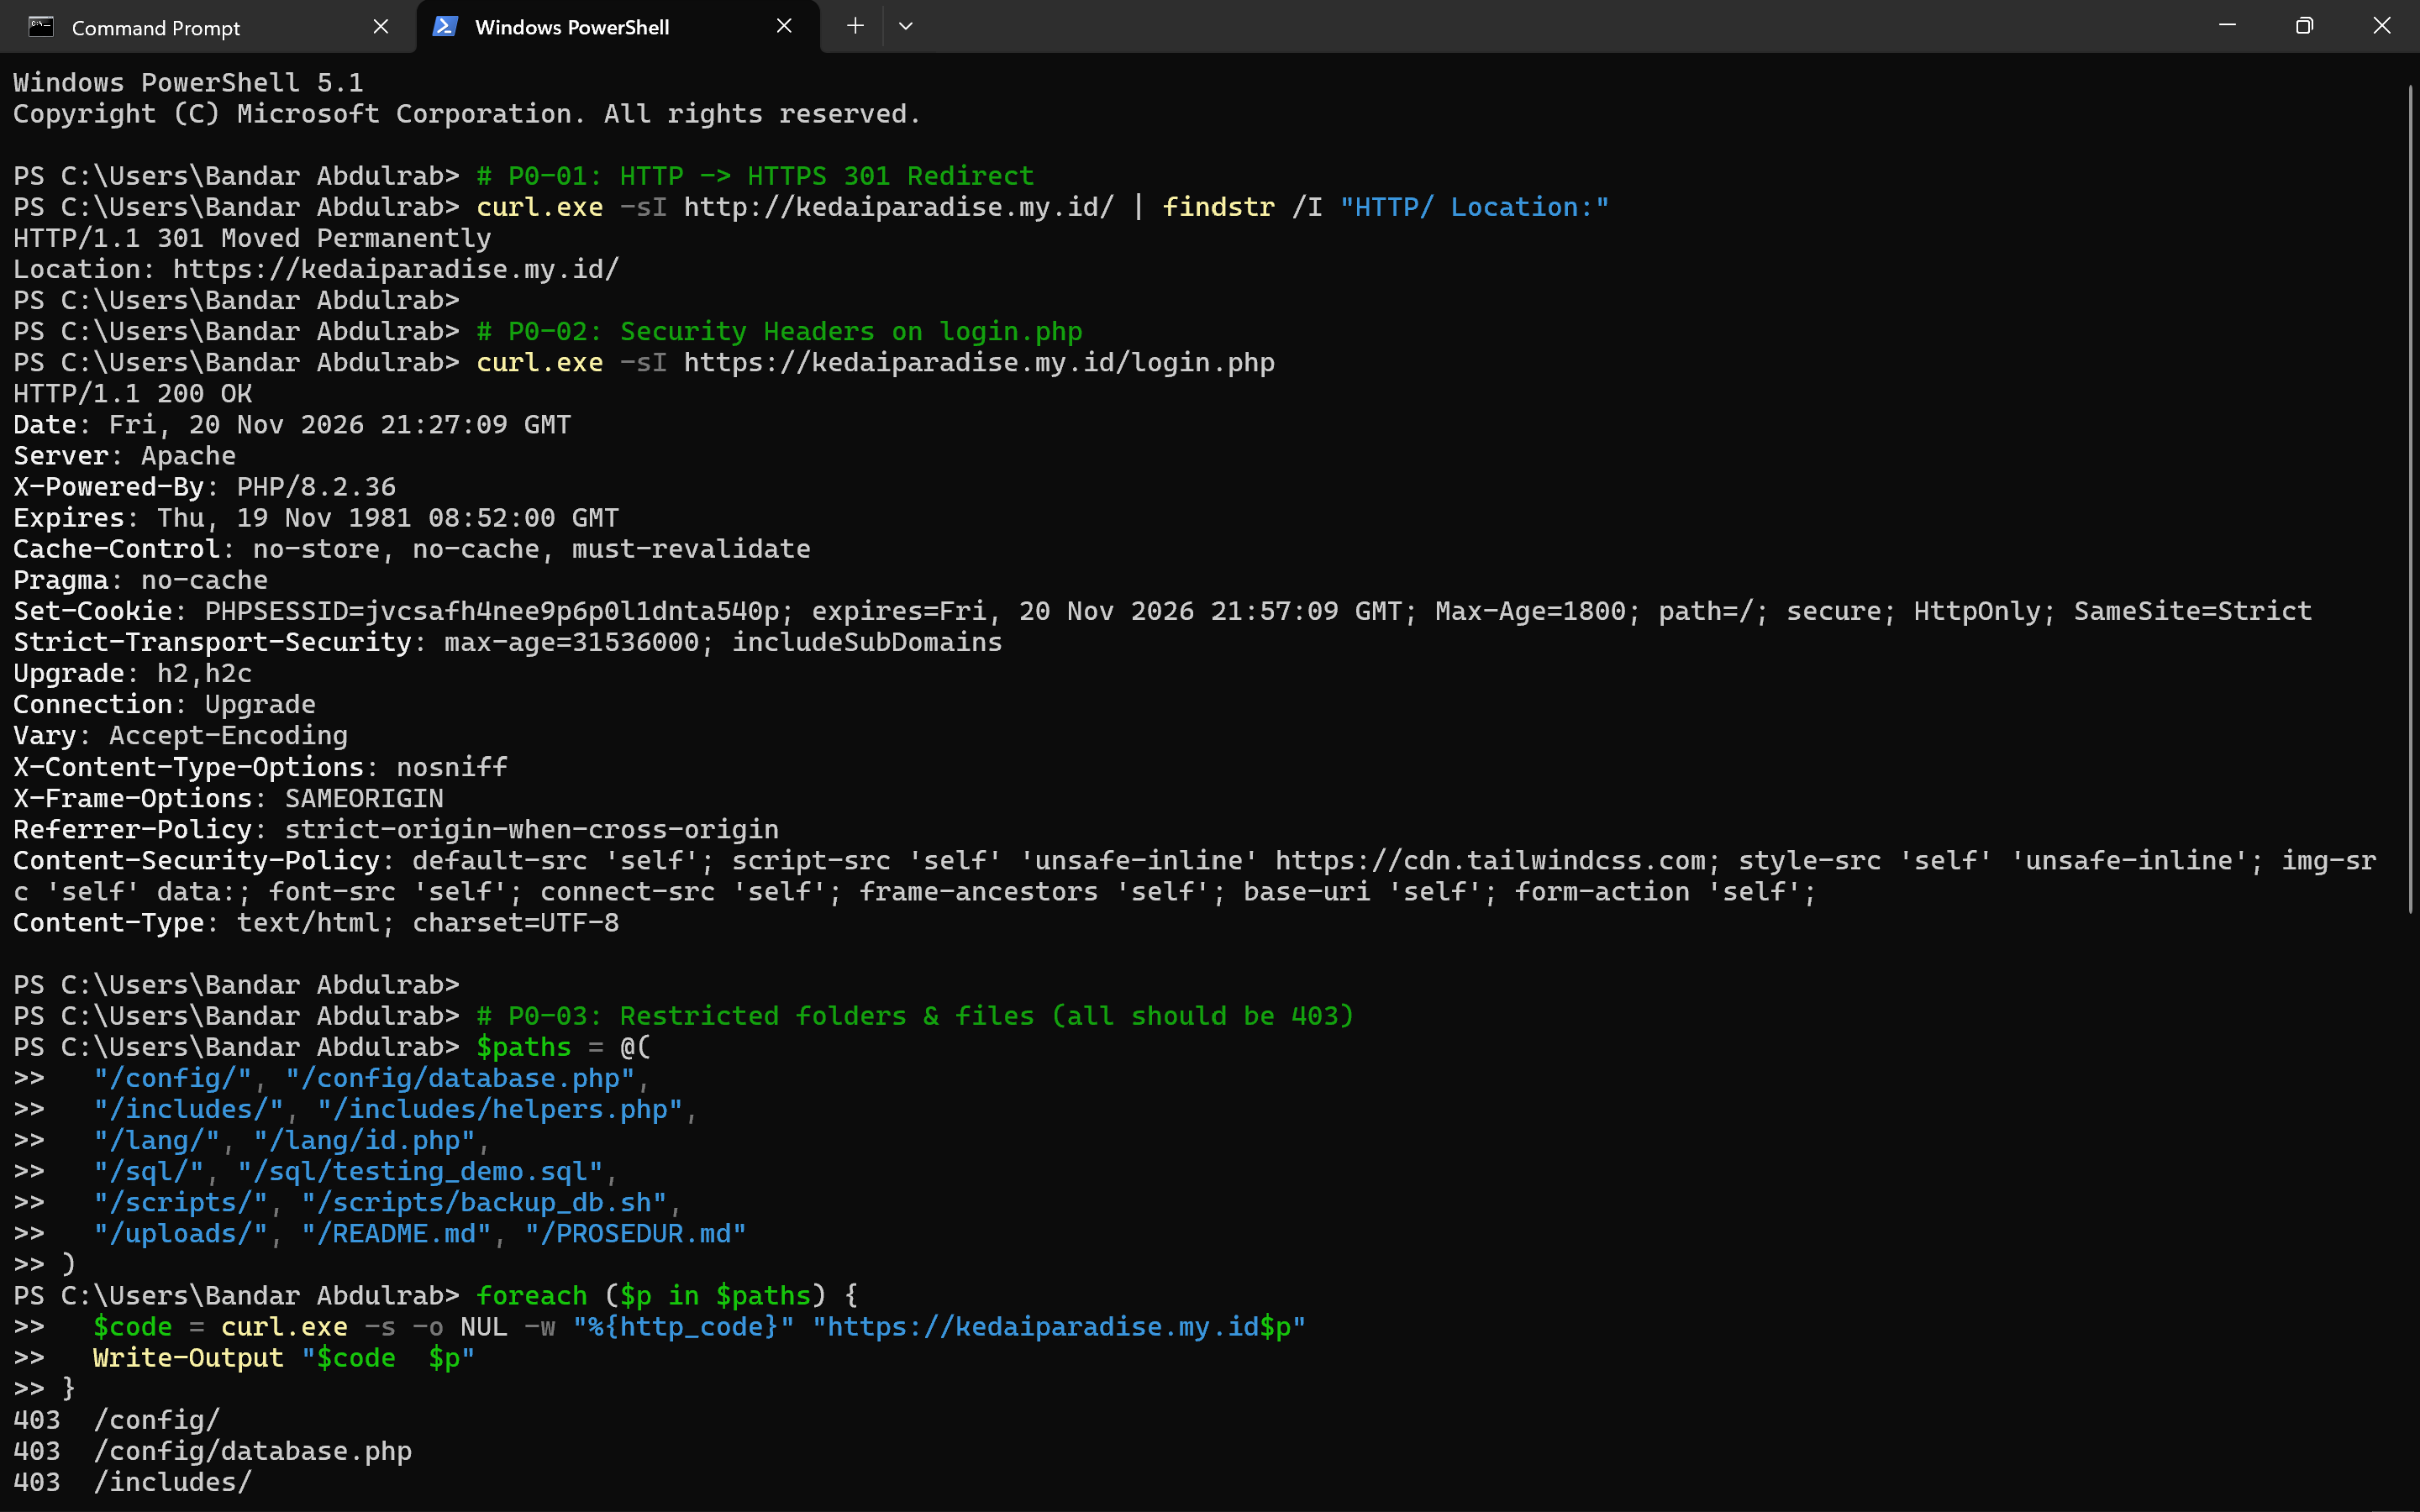 Command Prompt
Windows PowerShell
Windows PowerShell 5.1
Copyright (C) Microsoft Corporation. All rights reserved.
PS C:\Users\Bandar Abdulrab> # P0-01: HTTP -> HTTPS 301 Redirect
PS C:\Users\Bandar Abdulrab> curl.exe -sI http://kedaiparadise.my.id/ | findstr /I "HTTP/ Location:"
HTTP/1.1 301 Moved Permanently
Location: https://kedaiparadise.my.id/
PS C:\Users\Bandar Abdulrab>
PS C:\Users\Bandar Abdulrab> # P0-02: Security Headers on login.php
PS C:\Users\Bandar Abdulrab> curl.exe -sI https://kedaiparadise.my.id/login.php
HTTP/1.1 200 OK
Date: Fri, 20 Nov 2026 21:27:09 GMT
Server: Apache
X-Powered-By: PHP/8.2.36
Expires: Thu, 19 Nov 1981 08:52:00 GMT
Cache-Control: no-store, no-cache, must-revalidate
Pragma: no-cache
Set-Cookie: PHPSESSID=jvcsafh4nee9p6p0l1dnta540p; expires=Fri, 20 Nov 2026 21:57:09 GMT; Max-Age=1800; path=/; secure; HttpOnly; SameSite=Strict
Strict-Transport-Security: max-age=31536000; includeSubDomains
Upgrade: h2,h2c
Connection: Upgrade
Vary: Accept-Encoding
X-Content-Type-Options: nosniff
X-Frame-Options: SAMEORIGIN
Referrer-Policy: strict-origin-when-cross-origin
Content-Security-Policy: default-src 'self'; script-src 'self' 'unsafe-inline' https://cdn.tailwindcss.com; style-src 'self' 'unsafe-inline'; img-sr
c 'self' data:; font-src 'self'; connect-src 'self'; frame-ancestors 'self'; base-uri 'self'; form-action 'self';
Content-Type: text/html; charset=UTF-8
PS C:\Users\Bandar Abdulrab>
PS C:\Users\Bandar Abdulrab> # P0-03: Restricted folders & files (all should be 403)
PS C:\Users\Bandar Abdulrab> $paths = @(
>>   "/config/", "/config/database.php",
>>   "/includes/", "/includes/helpers.php",
>>   "/lang/", "/lang/id.php",
>>   "/sql/", "/sql/testing_demo.sql",
>>   "/scripts/", "/scripts/backup_db.sh",
>>   "/uploads/", "/README.md", "/PROSEDUR.md"
>> )
PS C:\Users\Bandar Abdulrab> foreach ($p in $paths) {
>>   $code = curl.exe -s -o NUL -w "%{http_code}" "https://kedaiparadise.my.id$p"
>>   Write-Output "$code  $p"
>> }
403  /config/
403  /config/database.php
403  /includes/